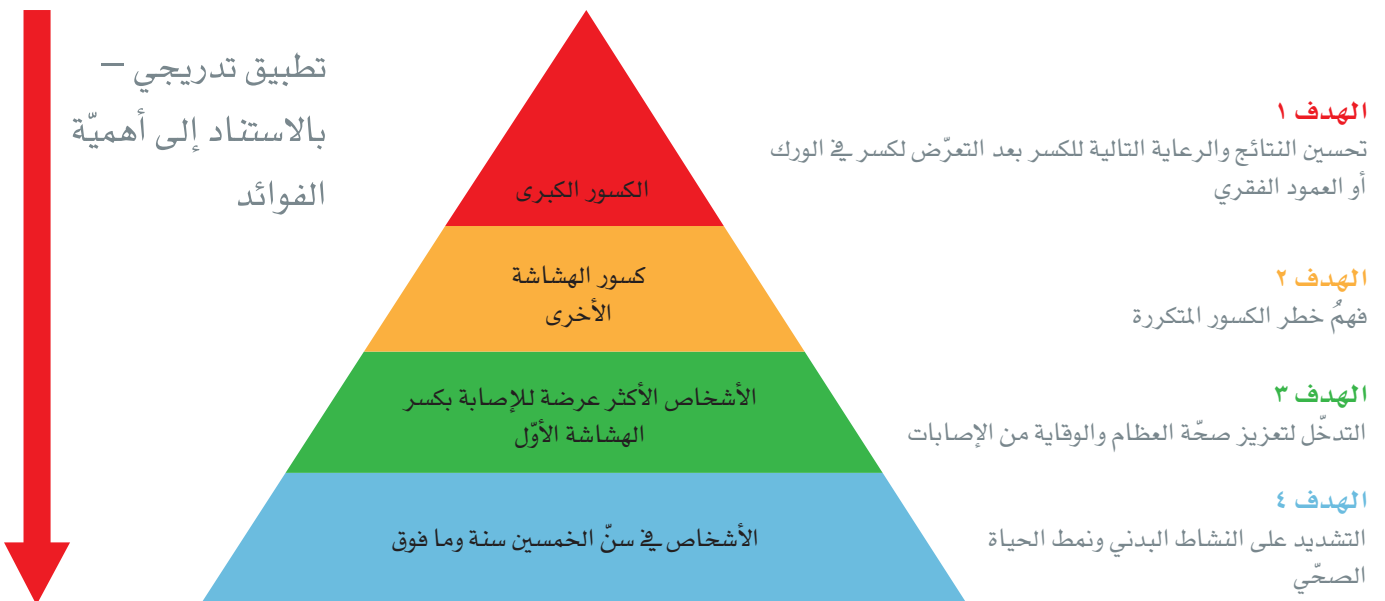 تطبيق تدريجي –
بالاستناد إلى أهميّة
الفوائد
الكسور الكبرى
كسور الهشاشة
الأخرى
الأشخاص الأكثر عرضة للإصابة بكسر
الهشاشة الأوّل
الأشخاص في سنّ الخمسين سنة وما فوق
الهدف ١
تحسين النتائج والرعاية التالية للكسر بعد التعرّض لكسر في الورك
أو العمود الفقري
الهدف ٢
فهمُ خطر الكسور المتكررة
الهدف ٣
التدخّل لتعزيز صحّة العظام والوقاية من الإصابات
الهدف ٤
التشديد على النشاط البدني ونمط الحياة
الصحّي